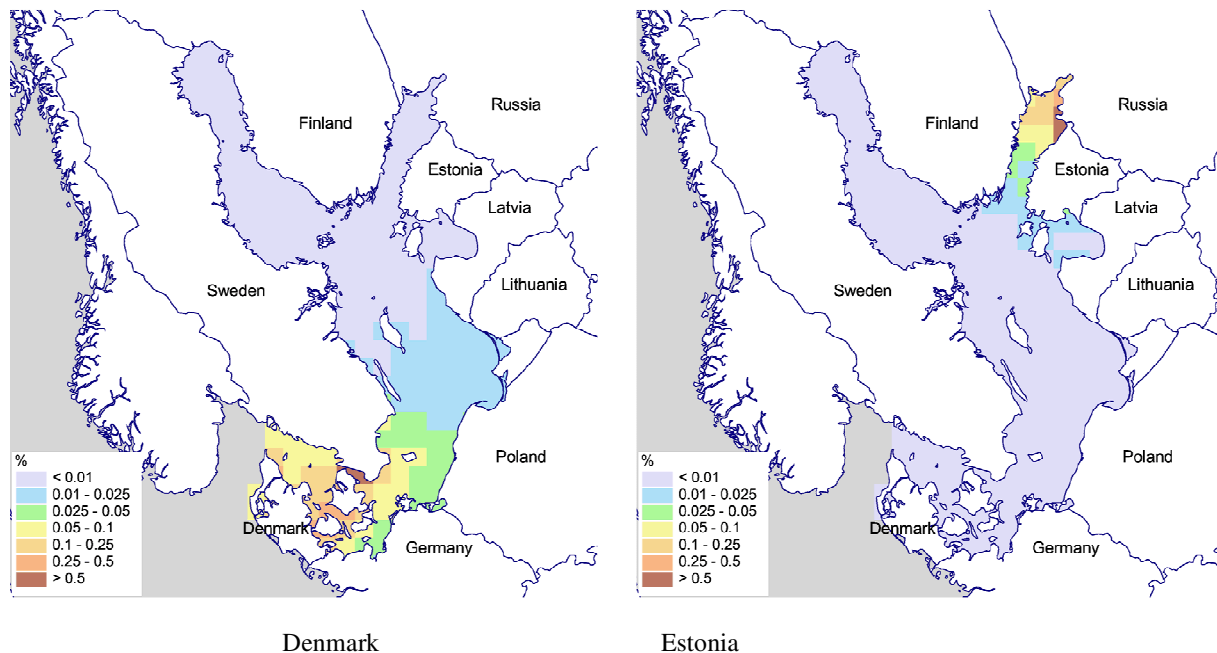 Finland
Russia
Estonia
Latvia
Lithuania
Sweden
Poland
Denmark
Germany
%
< 0.01
0.01 - 0.025
0.025 - 0.05
0.05 - 0.1
0.1 - 0.25
0.25 - 0.5
> 0.5
Finland
Russia
Estonia
Latvia
Lithuania
Sweden
Poland
Denmark
Germany
%
< 0.01
0.01 - 0.025
0.025 - 0.05
0.05 - 0.1
0.1 - 0.25
0.25 - 0.5
> 0.5
Denmark
Estonia